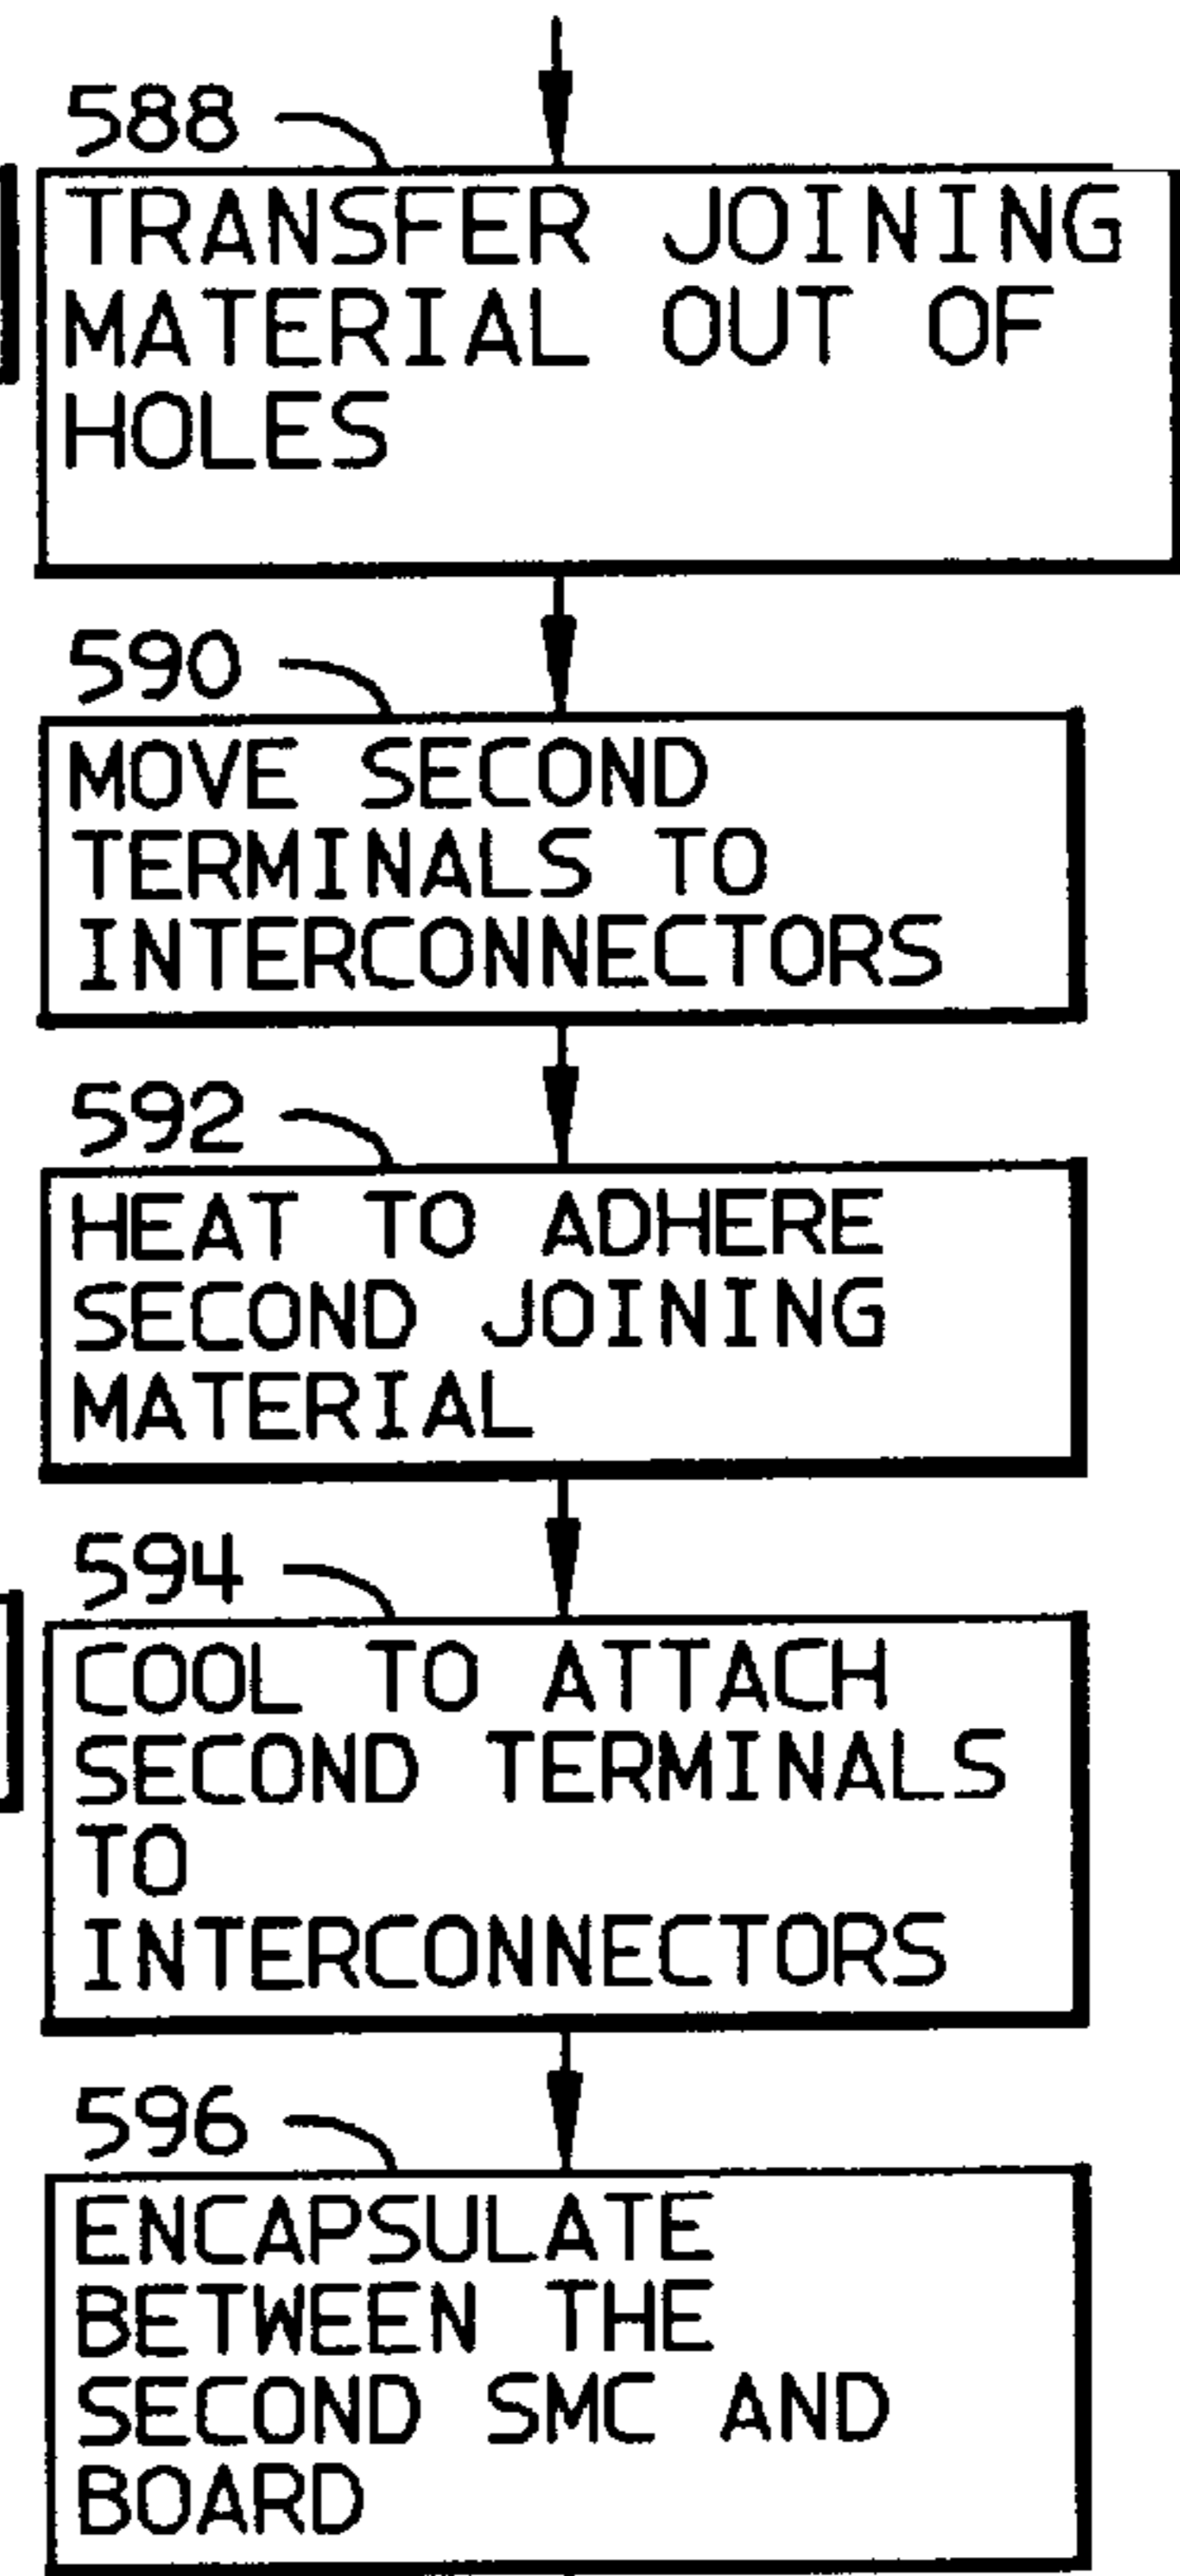 588
TRANSFER JOINING
MATERIAL OUT OF
HOLES
590
MOVE SECOND
TERMINALS TO
INTERCONNECTORS
592
HEAT TO ADHERE
SECOND JOINING
MATERIAL
594
COOL TO ATTACH
SECOND TERMINALS
TO
INTERCONNECTORS
596
ENCAPSULATE
BETWEEN THE
SECOND SMC AND
BOARD